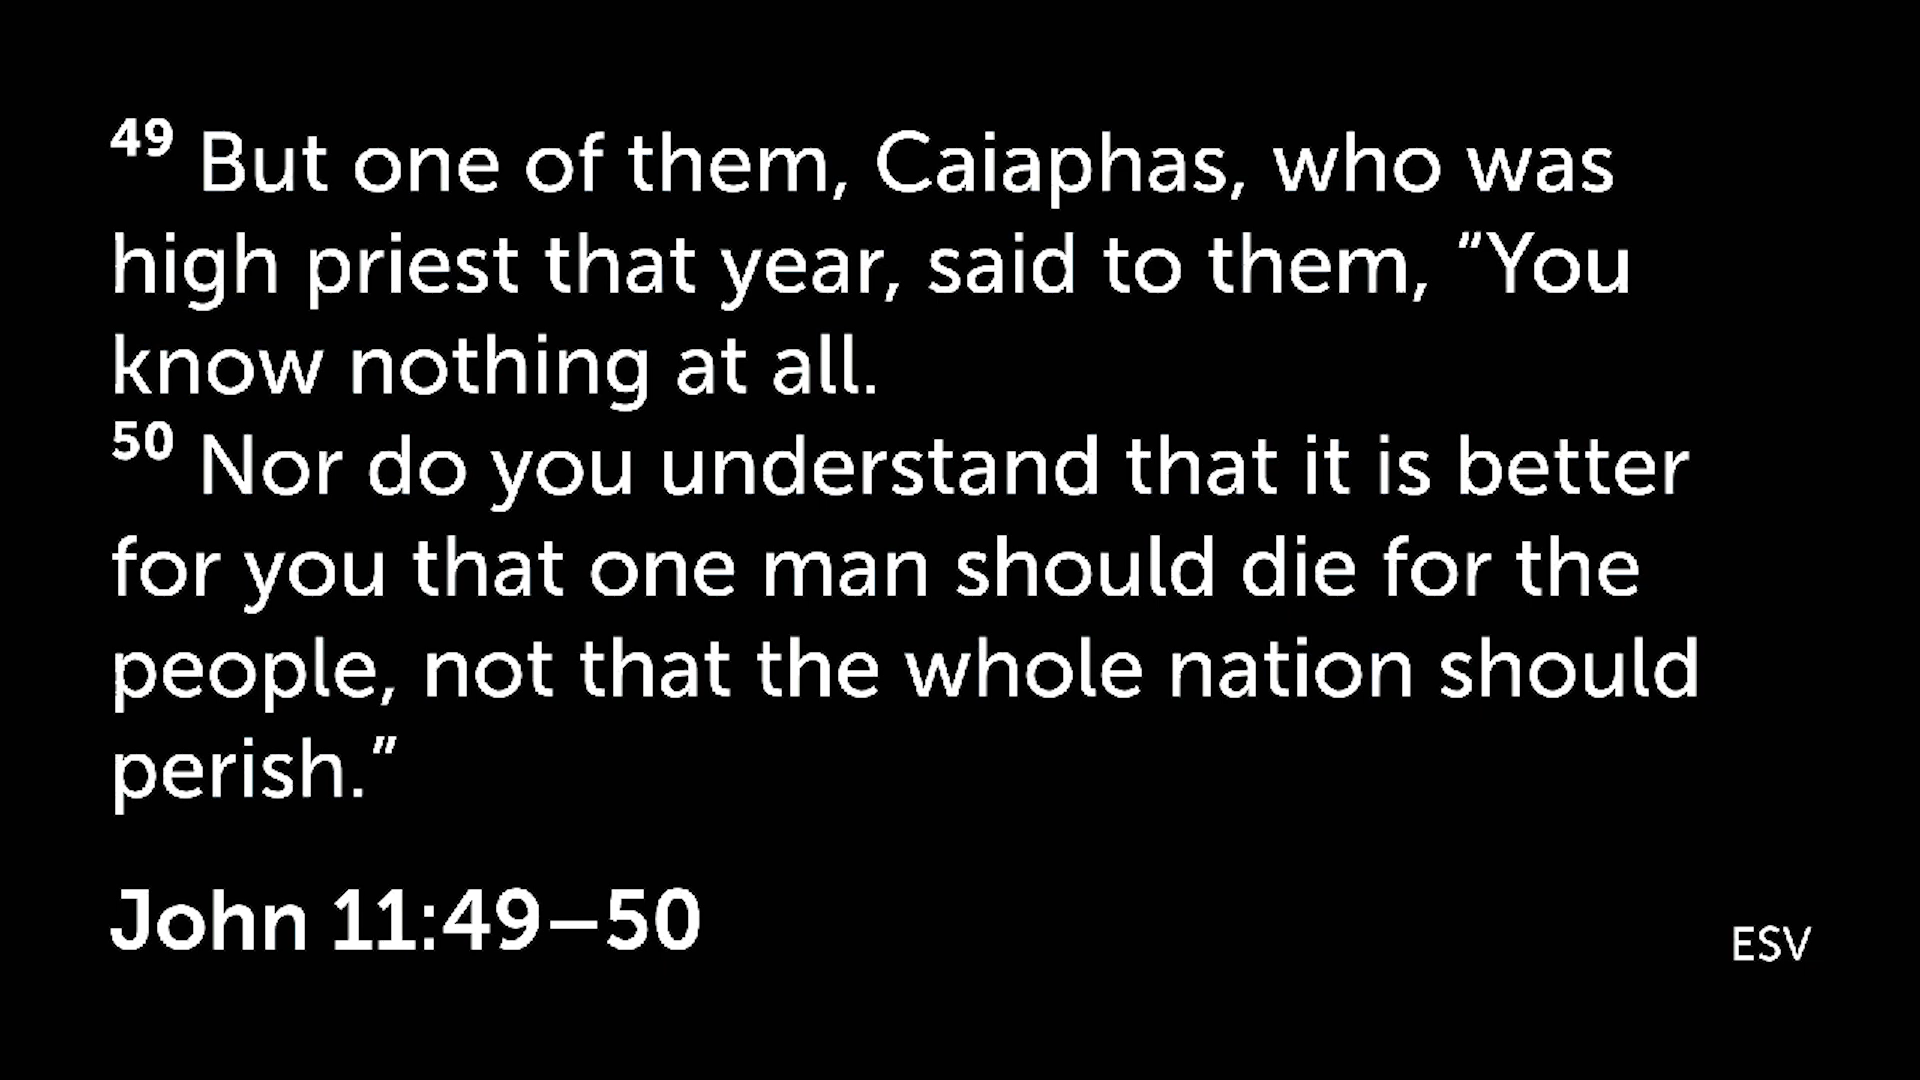 49 But one of them, Caiaphas, who was
high priest that year, said to them, “You
know nothing at all.
50 Nor do you understand that it is better
for you that one man should die for the
people, not that the whole nation should
perish.”
John 11:49–50
ESV